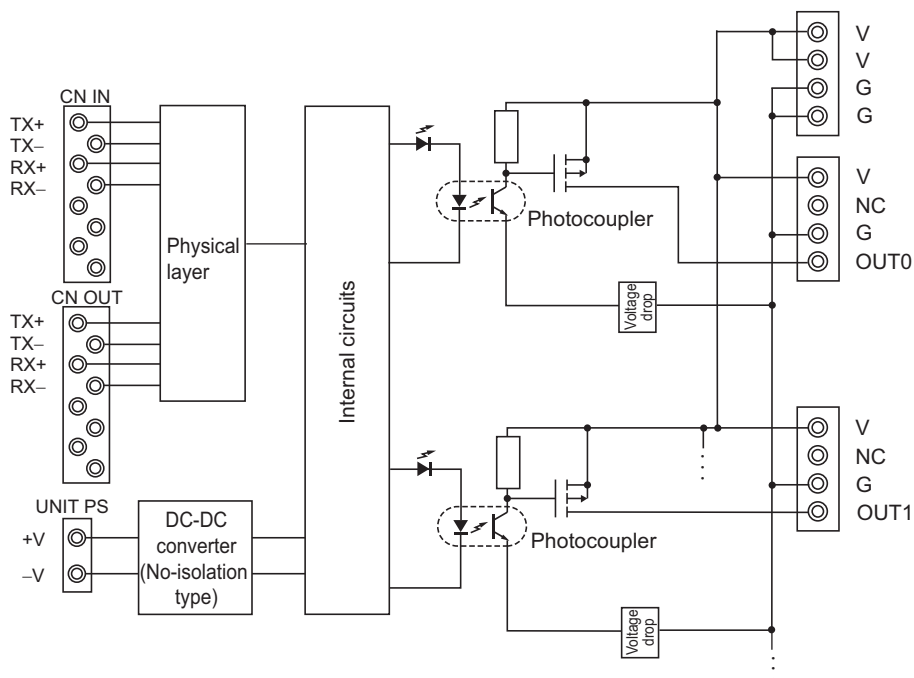 CN IN
TX+
TX–
RX+
RX–
Physical
layer
CN OUT
TX+
TX–
RX+
RX–
UNIT PS
+V
–V
DC-DC
converter
(No-isolation
type)
Internal circuits
Photocoupler
Voltage
drop
Photocoupler
Voltage
drop
V
V
G
G
V
NC
G
OUT0
V
NC
G
OUT1